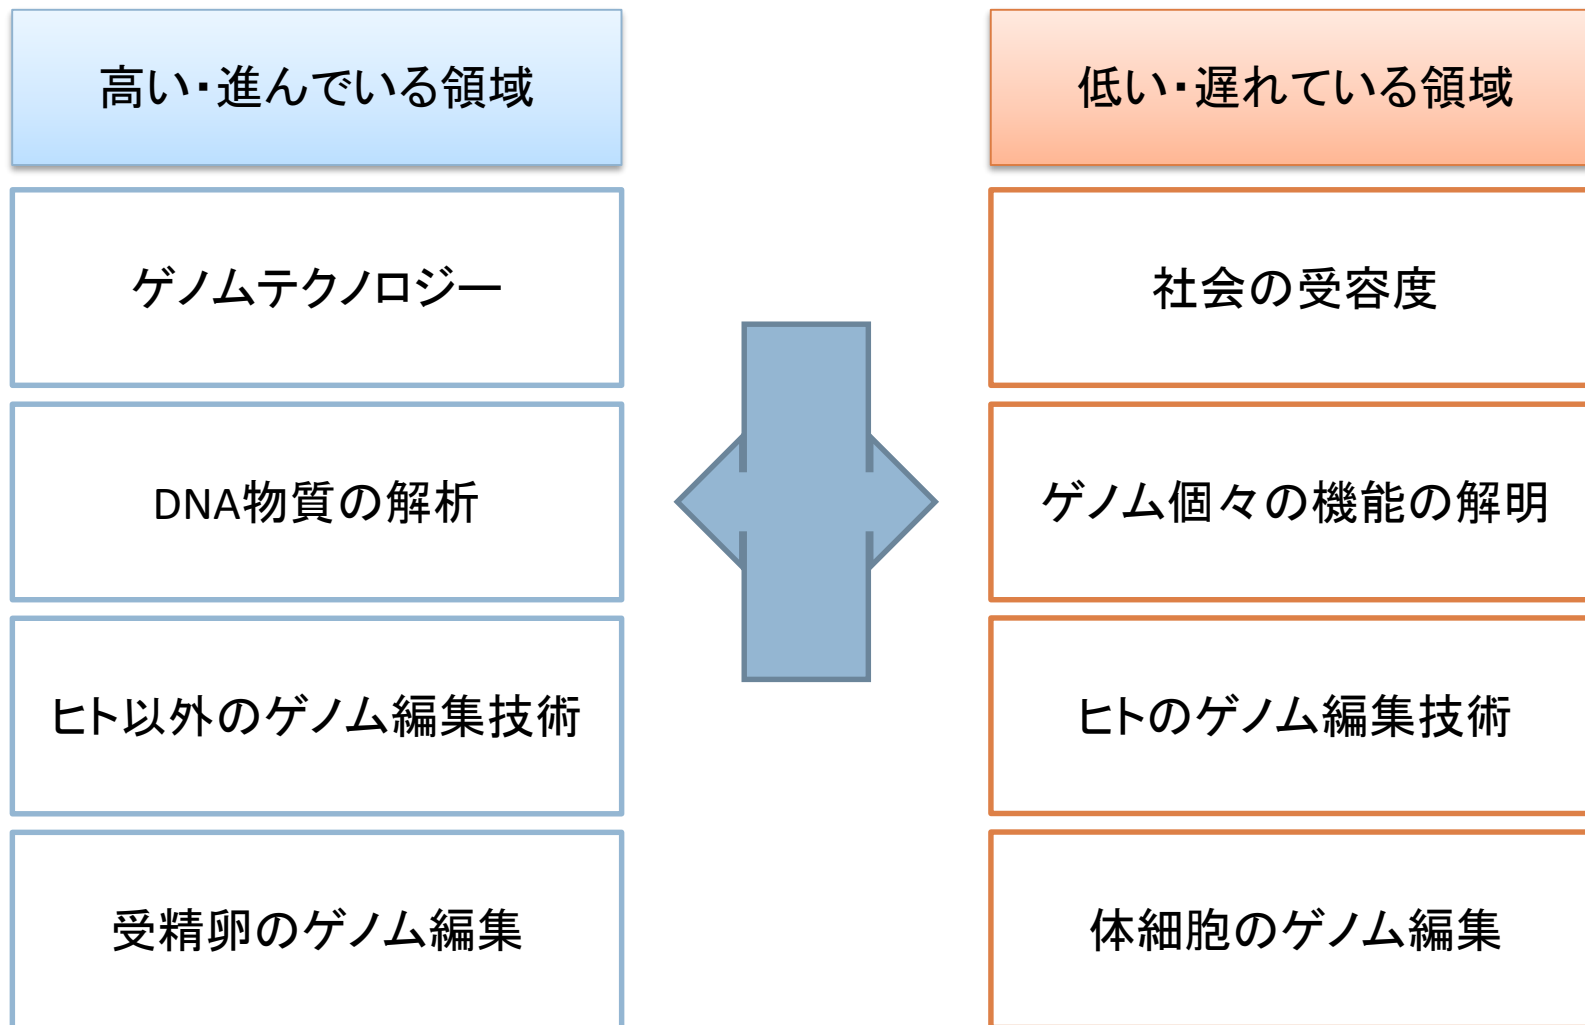 高い・進んでいる領域
低い・遅れている領域
ゲノムテクノロジー
社会の受容度
DNA物質の解析
ゲノム個々の機能の解明
ヒト以外のゲノム編集技術
ヒトのゲノム編集技術
受精卵のゲノム編集
体細胞のゲノム編集